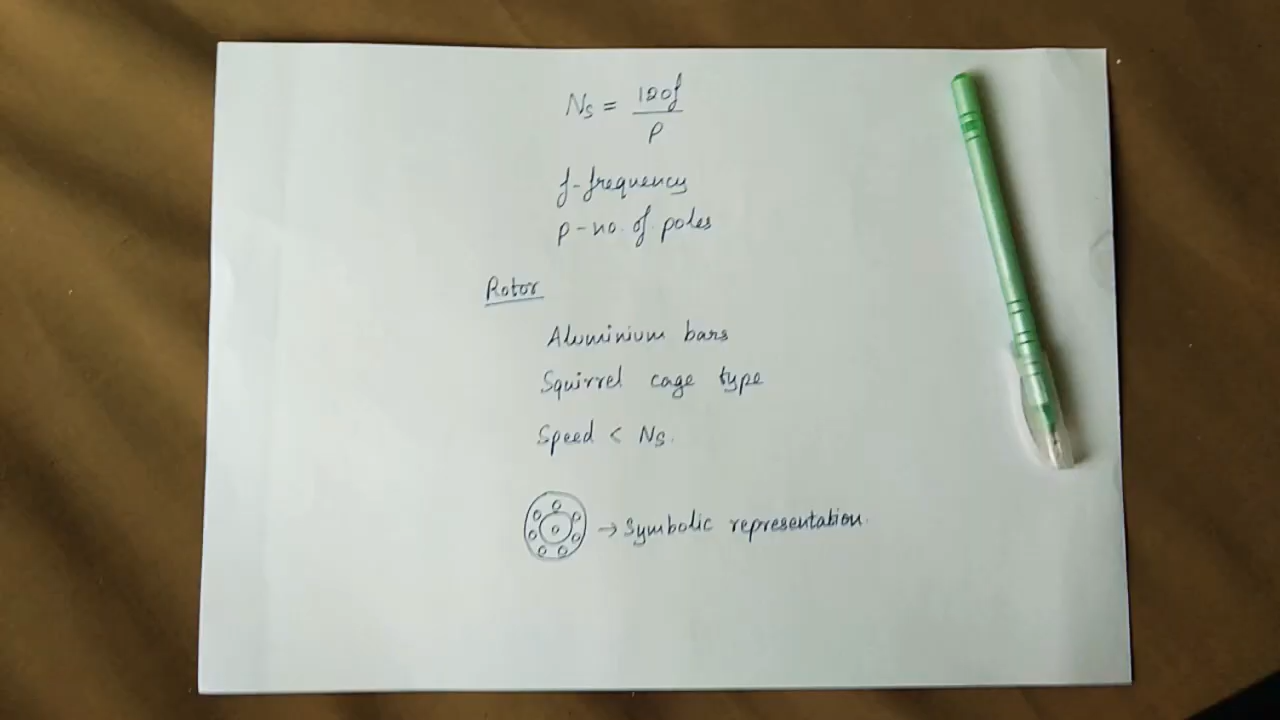 Ns = 120f
p
f-frequency
p-no. of poles
Rotor
Aluminium bars
Squirrel cage type
Speed < Ns.
→ Symbolic representation.